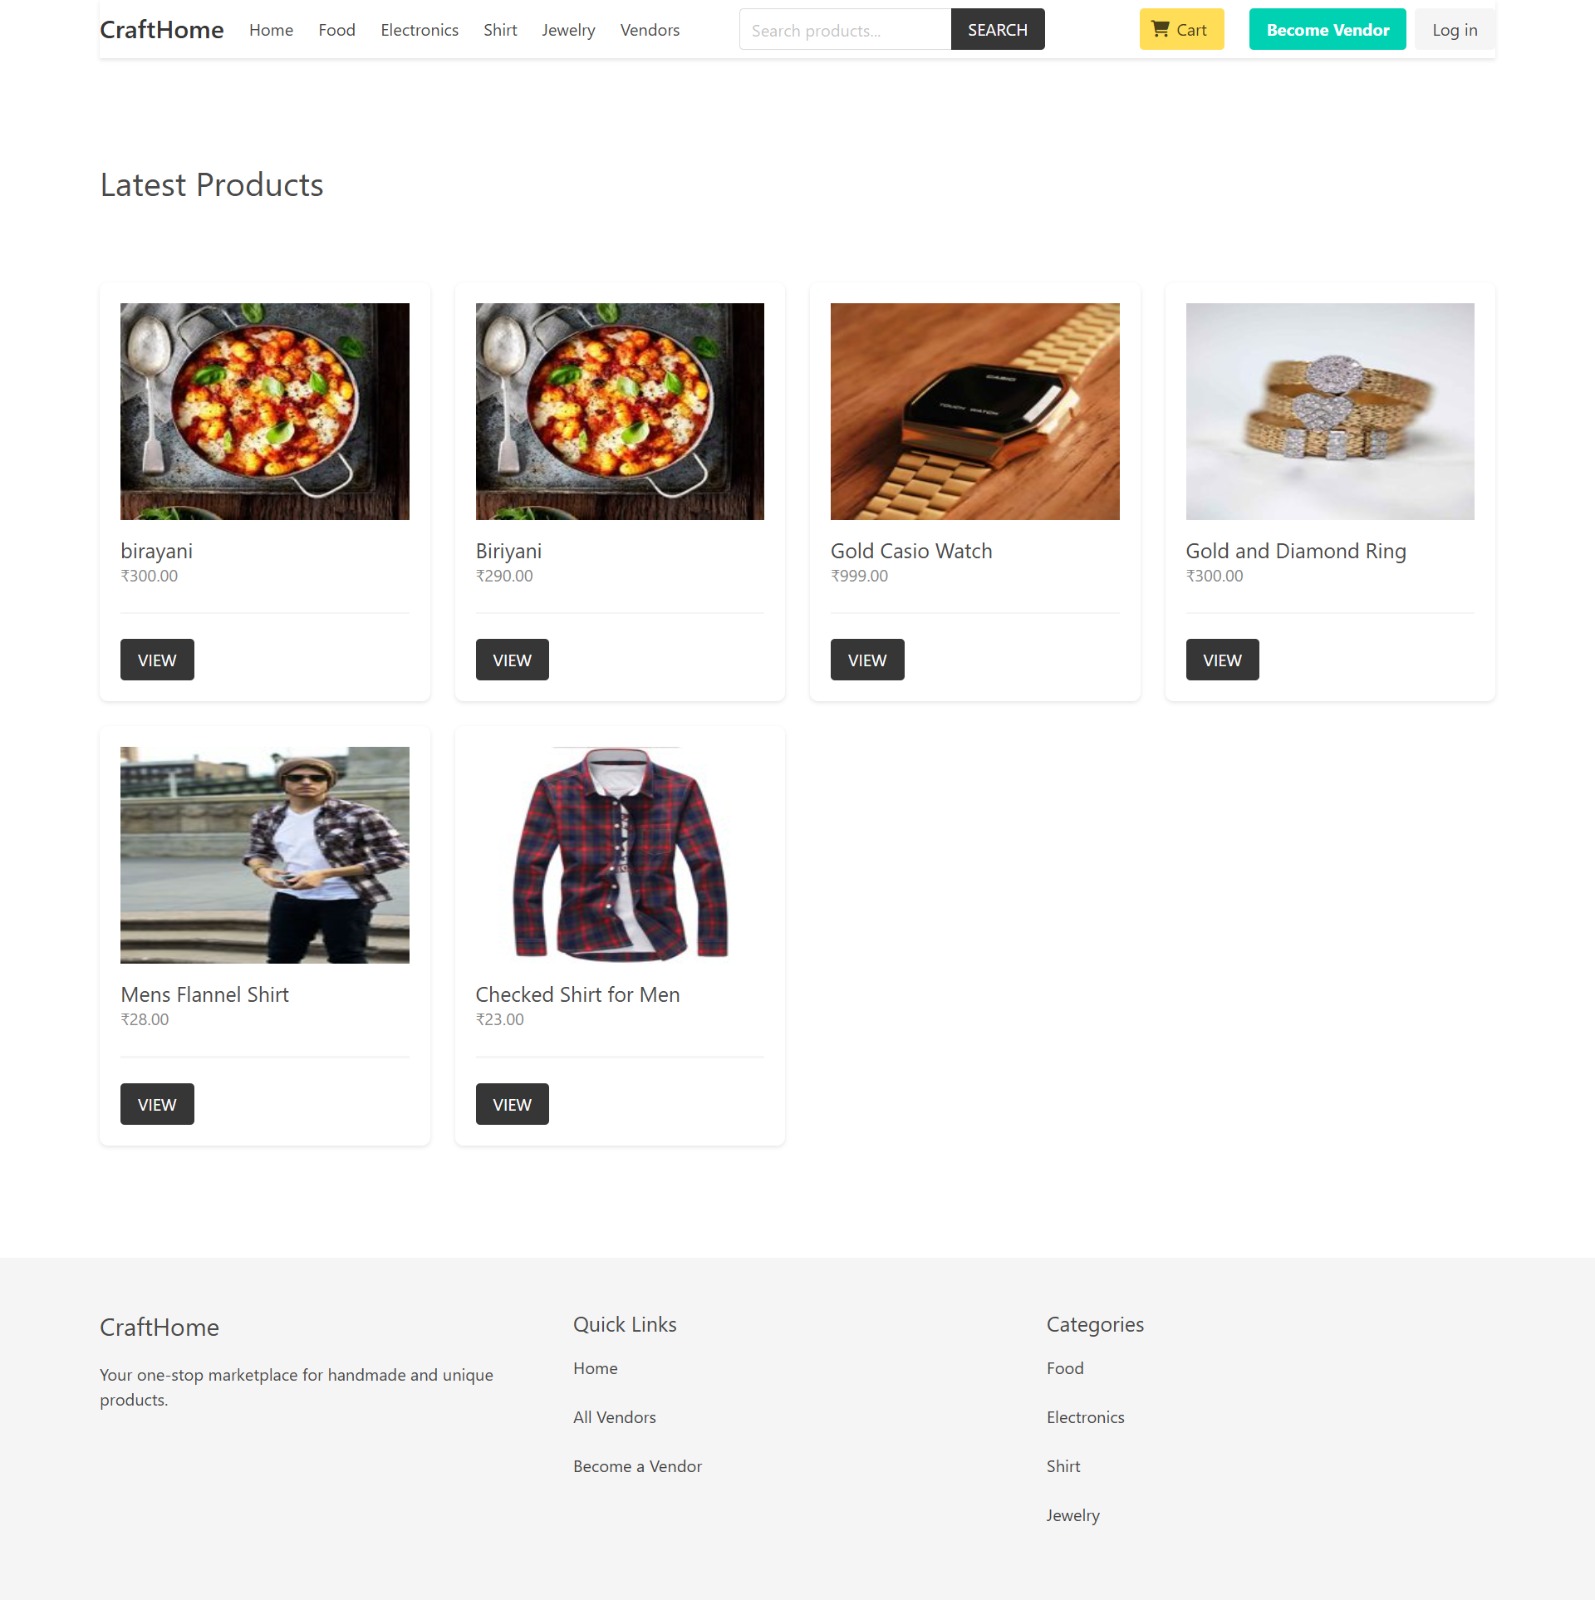 CraftHome Home Food Electronics Shirt Jewelry Vendors Search products... SEARCH Cart Become Vendor Log in
Latest Products
CASIO
TOUCH WATCH
birayani
₹300.00
VIEW
Biriyani
₹290.00
VIEW
Gold Casio Watch
₹999.00
VIEW
Gold and Diamond Ring
₹300.00
VIEW
Mens Flannel Shirt
₹28.00
VIEW
Checked Shirt for Men
₹23.00
VIEW
CraftHome
Your one-stop marketplace for handmade and unique
products.
Quick Links
Home
All Vendors
Become a Vendor
Categories
Food
Electronics
Shirt
Jewelry